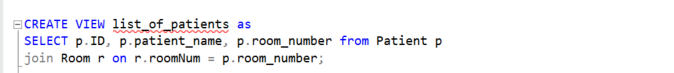 CREATE VIEW list_of_patients as
SELECT p.ID, p.patient_name, p.room_number from Patient p
join Room r on r.roomNum = p.room_number;